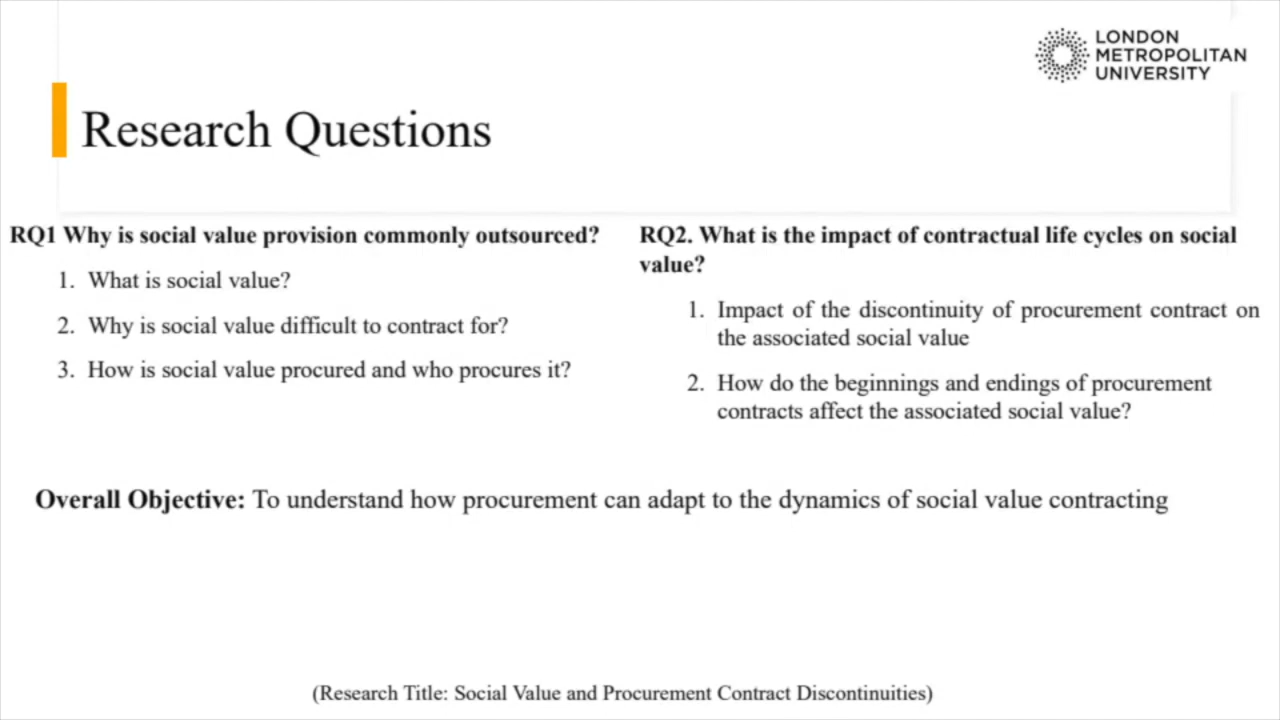 LONDON
METROPOLITAN
UNIVERSITY
Research Questions
RQ1 Why is social value provision commonly outsourced?
1. What is social value?
2. Why is social value difficult to contract for?
3. How is social value procured and who procures it?
RQ2. What is the impact of contractual life cycles on social
value?
1. Impact of the discontinuity of procurement contract on
the associated social value
2. How do the beginnings and endings of procurement
contracts affect the associated social value?
Overall Objective: To understand how procurement can adapt to the dynamics of social value contracting
(Research Title: Social Value and Procurement Contract Discontinuities)